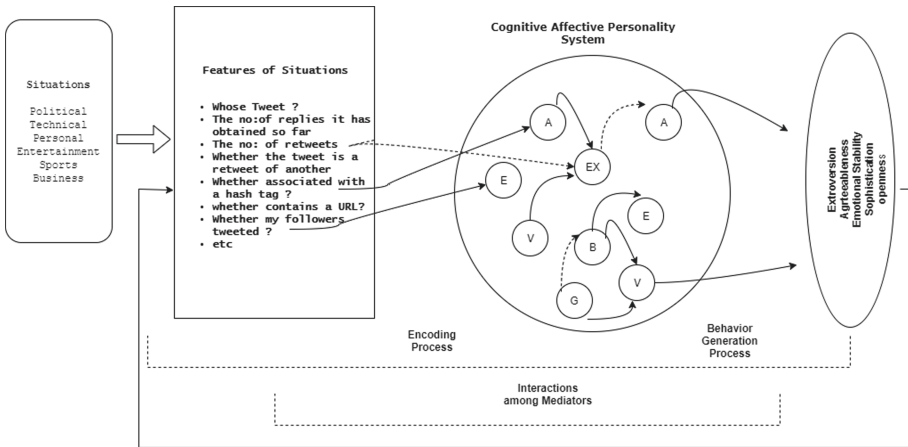 Situations
Political
Technical
Personal
Entertainment
Sports
Business
Features of Situations
• Whose Tweet ?
• The no:of replies it has
obtained so far
• The no: of retweets
• Whether the tweet is a
retweet of another
• Whether associated with
a hash tag ?
• whether contains a URL?
• Whether my followers
tweeted ?
• etc
Cognitive Affective Personality
System
A
A
EX
E
E
V
B
V
G
Extroversion
Agrteeableness
Emotional Stability
Sophistication
openness
Encoding
Process
Behavior
Generation
Process
Interactions
among Mediators